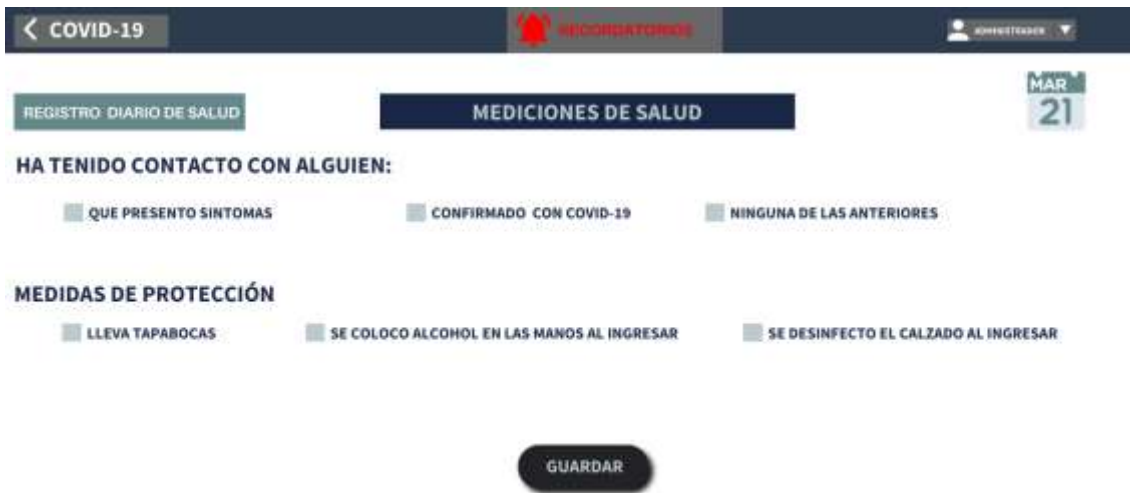 COVID-19
RECORDATORIOS
ADMINISTRADOR
MAR
21
REGISTRO DIARIO DE SALUD
MEDICIONES DE SALUD
HA TENIDO CONTACTO CON ALGUIEN:
QUE PRESENTO SINTOMAS
CONFIRMADO CON COVID-19
NINGUNA DE LAS ANTERIORES
MEDIDAS DE PROTECCIÓN
LLEVA TAPABOCAS
SE COLOCO ALCOHOL EN LAS MANOS AL INGRESAR
SE DESINFECTO EL CALZADO AL INGRESAR
GUARDAR